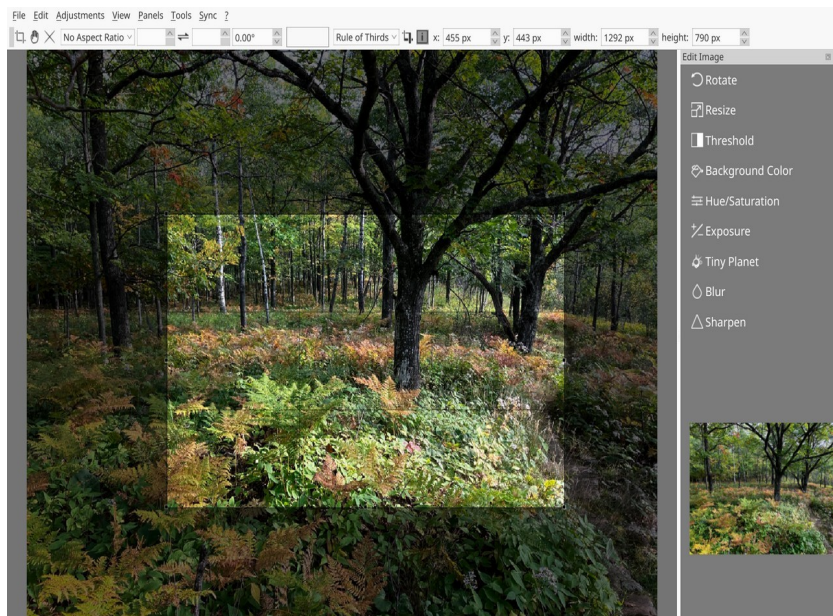 File Edit Adjustments View Panels Tools Sync ?
No Aspect Ratio 0.00° Rule of Thirds x: 455 px y: 443 px width: 1292 px height: 790 px
Edit Image
Rotate
Resize
Threshold
Background Color
Hue/Saturation
Exposure
Tiny Planet
Blur
Sharpen